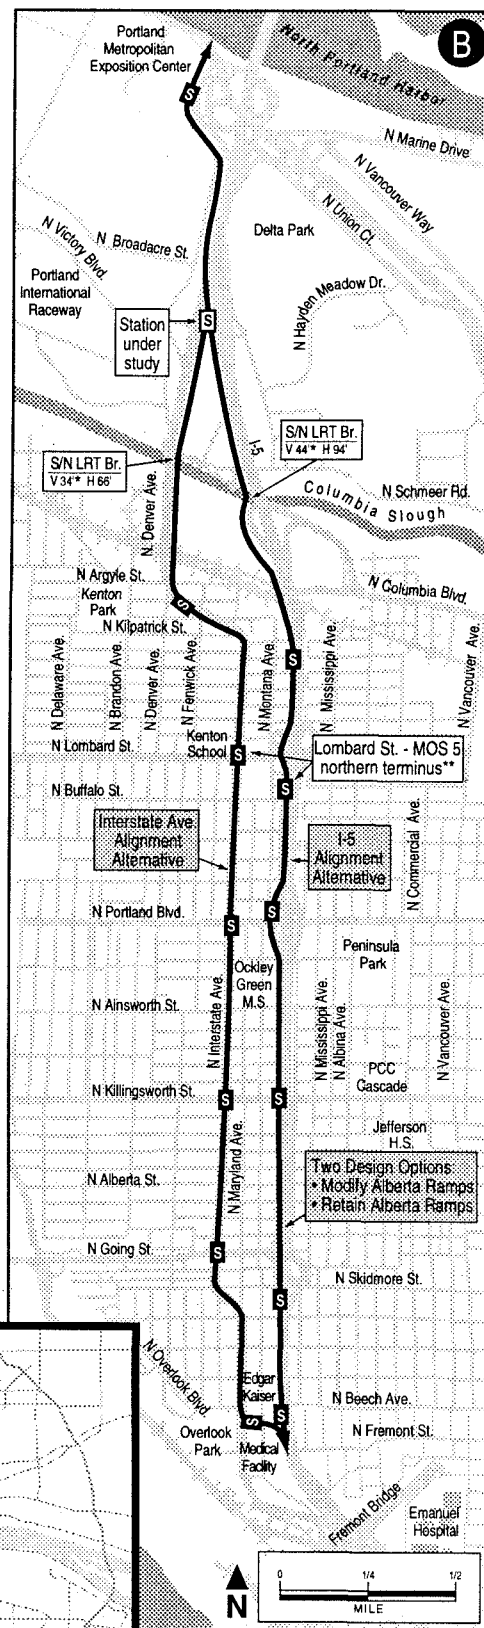 B
Portland
Metropolitan
Exposition Center
North Portland Harbor
S
N Marine Drive
N Vancouver Way
N Union Ct.
Delta Park
N Victory Blvd.
N Broadacre St.
Portland
International
Raceway
N Hayden Meadow Dr.
Station
under
study
S
I-5
S/N LRT Br.
V 44'* H 94'
S/N LRT Br.
V 34'* H 66'
N Denver Ave.
N Schmeer Rd.
Columbia Slough
N Argyle St.
Kenton
Park
S
N Columbia Blvd.
N Kilpatrick St.
N Delaware Ave.
N Brandon Ave.
N Denver Ave.
N Fenwick Ave.
N Montana Ave.
S
N Mississippi Ave.
N Vancouver Ave.
N Lombard St.
Kenton
School
S
Lombard St. - MOS 5
northern terminus**
N Buffalo St.
S
Interstate Ave.
Alignment
Alternative
I-5
Alignment
Alternative
N Commercial Ave.
N Portland Blvd.
S
S
Peninsula
Park
Ockley
Green
M.S.
N Ainsworth St.
N Interstate Ave.
N Mississippi Ave.
N Albina Ave.
N Vancouver Ave.
PCC
Cascade
N Killingsworth St.
S
S
Jefferson
H.S.
N Maryland Ave.
Two Design Options:
• Modify Alberta Ramps
• Retain Alberta Ramps
N Alberta St.
N Going St.
S
N Skidmore St.
S
N Overlook Blvd.
Edgar
Kaiser
Medical
Facility
N Beech Ave.
S
S
Overlook
Park
N Fremont St.
Fremont Bridge
Emanuel
Hospital
N
0 1/4 1/2
MILE